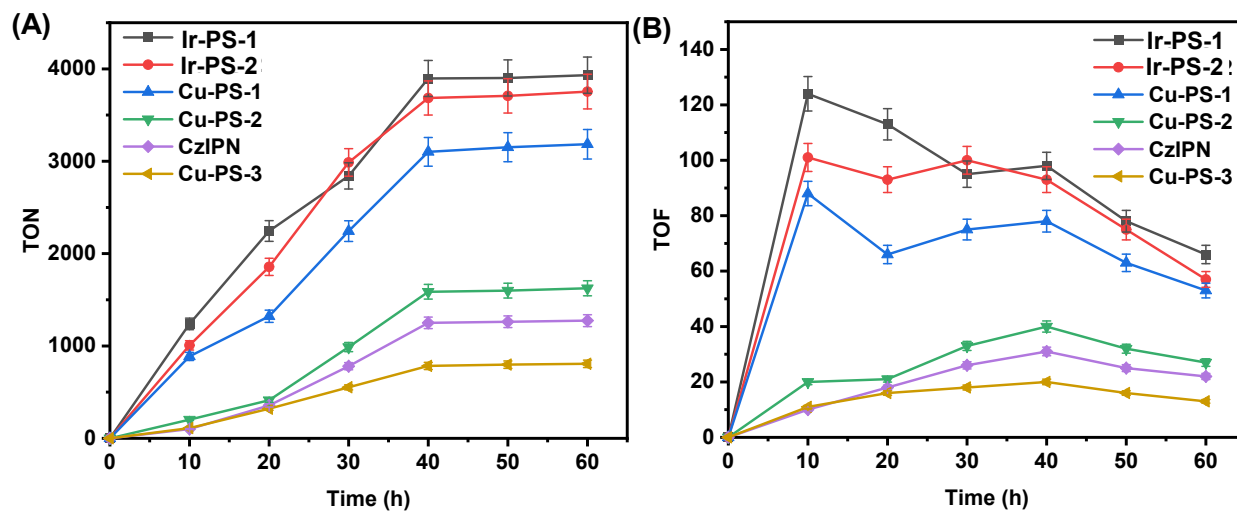 (A)
Ir-PS-1
Ir-PS-2
Cu-PS-1
Cu-PS-2
CzIPN
Cu-PS-3
4000
3000
2000
1000
0
TON
0 10 20 30 40 50 60
Time (h)
(B)
Ir-PS-1
Ir-PS-2
Cu-PS-1
Cu-PS-2
CzIPN
Cu-PS-3
140
120
100
80
60
40
20
0
TOF
0 10 20 30 40 50 60
Time (h)